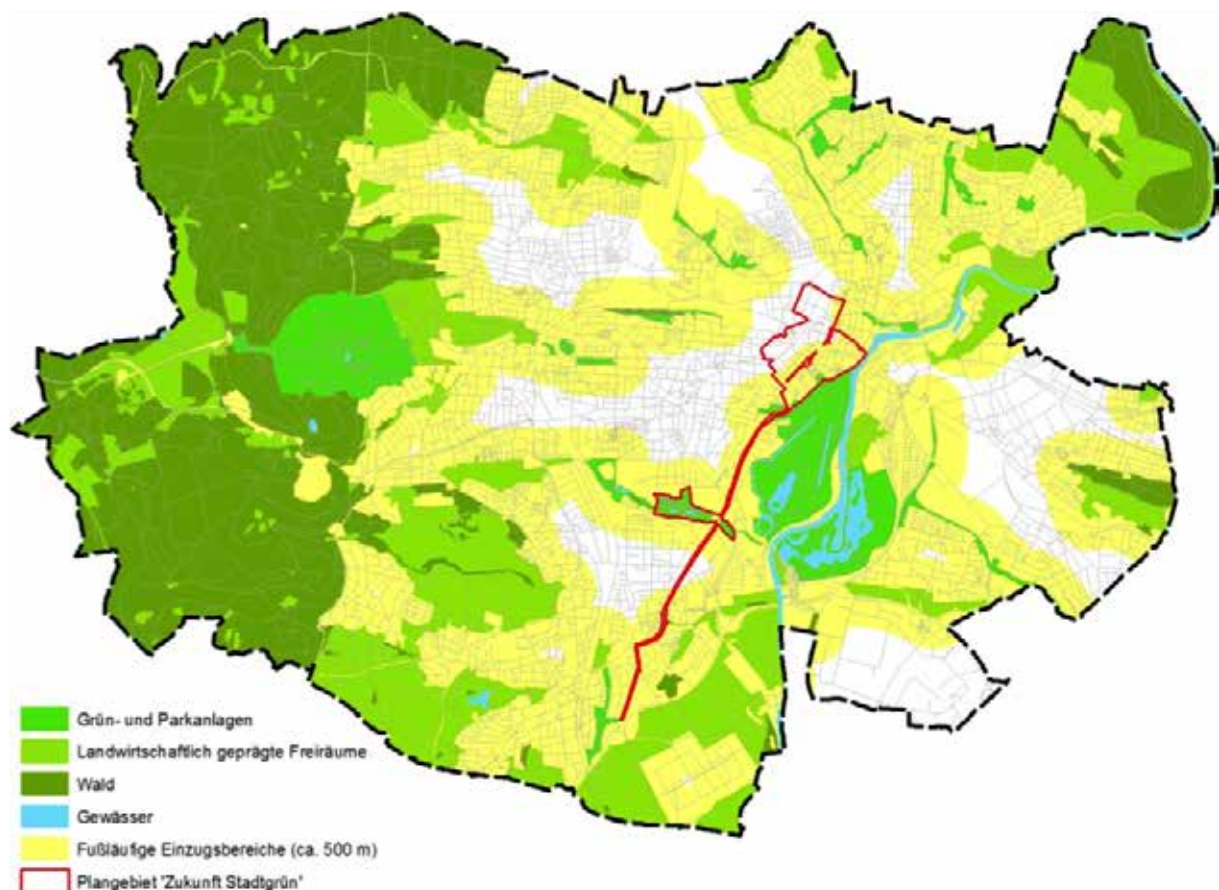 Grün- und Parkanlagen
Landwirtschaftlich geprägte Freiräume
Wald
Gewässer
Fußläufige Einzugsbereiche (ca. 500 m)
Plangebiet 'Zukunft Stadtgrün'